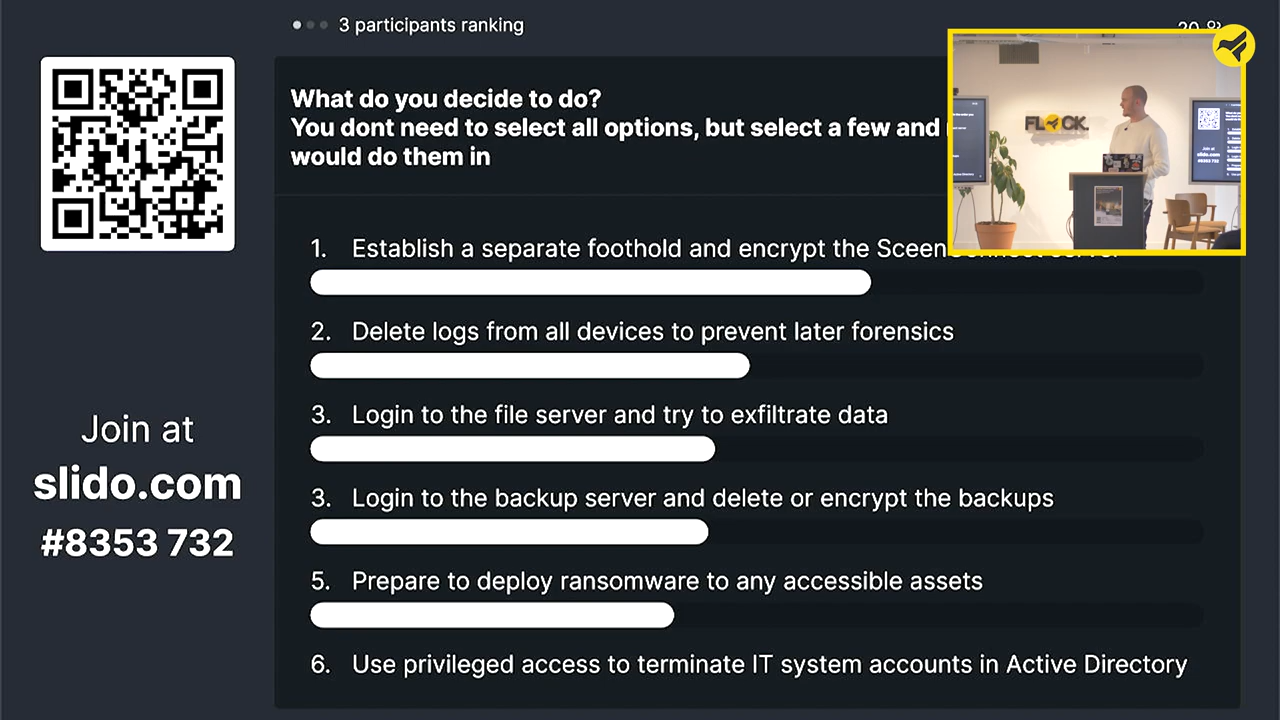 3 participants ranking
What do you decide to do?
You dont need to select all options, but select a few and
would do them in
1. Establish a separate foothold and encrypt the
2. Delete logs from all devices to prevent later forensics
3. Login to the file server and try to exfiltrate data
3. Login to the backup server and delete or encrypt the backups
5. Prepare to deploy ransomware to any accessible assets
6. Use privileged access to terminate IT system accounts in Active Directory
Join at
slido.com
#8353 732
FLOCK.